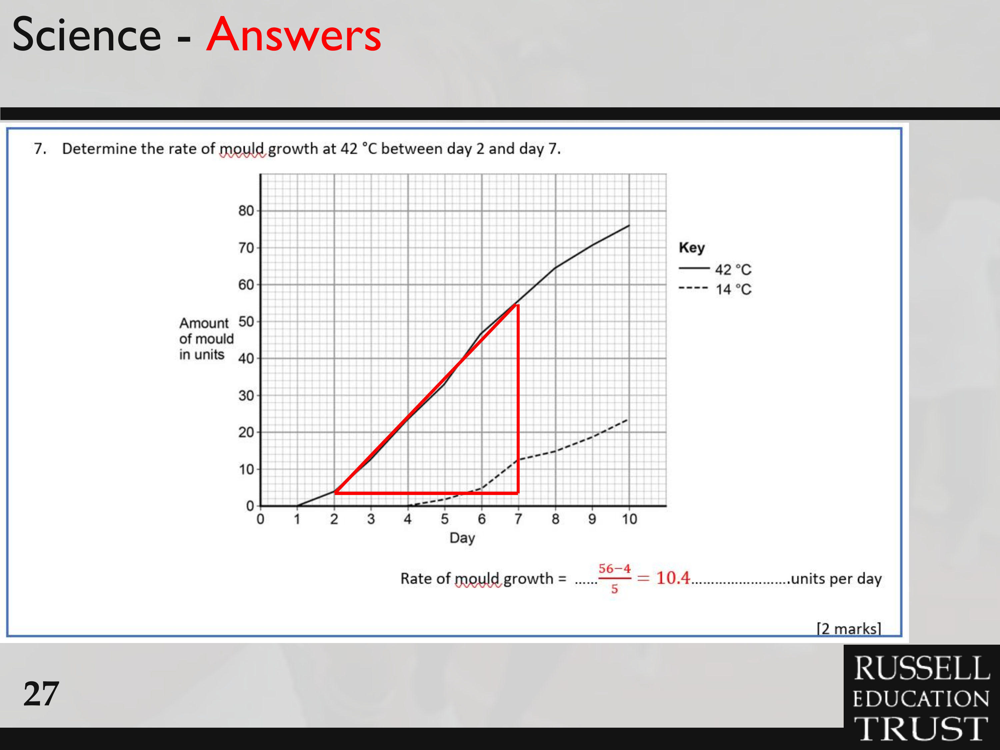 Science - Answers
7. Determine the rate of mould growth at 42 °C between day 2 and day 7.
80
70
60
50
40
30
20
10
0
Amount
of mould
in units
0 1 2 3 4 5 6 7 8 9 10
Day
Key
42 °C
14 °C
Rate of mould growth = ......56−4/5 = 10.4........................units per day
[2 marks]
27
RUSSELL
EDUCATION
TRUST